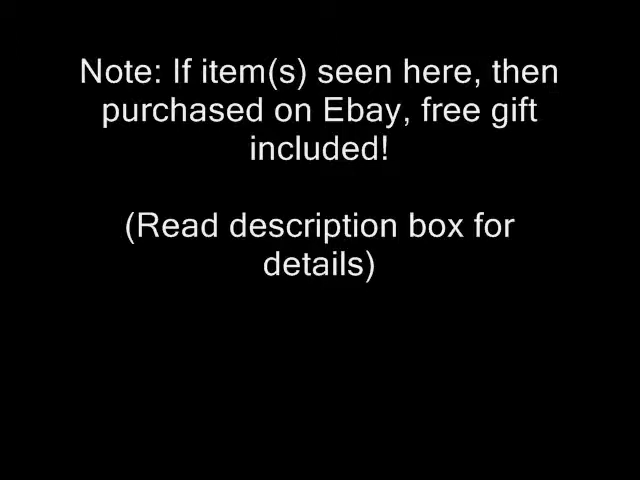 Note: If item(s) seen here, then
purchased on Ebay, free gift
included!
(Read description box for
details)